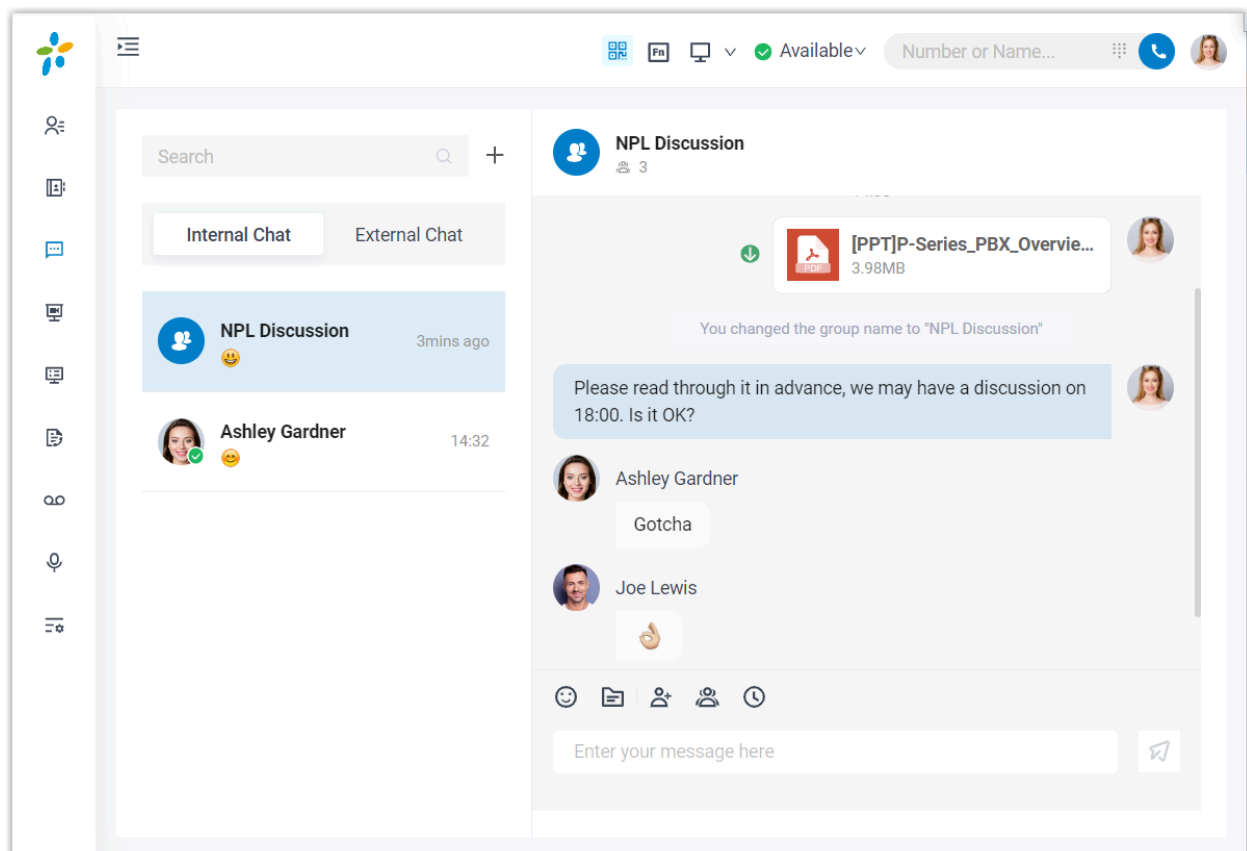 Fn
Available
Number or Name...
Search
Internal Chat
External Chat
NPL Discussion
3mins ago
😃
Ashley Gardner
14:32
😊
NPL Discussion
3
[PPT]P-Series_PBX_Overvie...
PDF
3.98MB
You changed the group name to "NPL Discussion"
Please read through it in advance, we may have a discussion on
18:00. Is it OK?
Ashley Gardner
Gotcha
Joe Lewis
👌🏼
Enter your message here